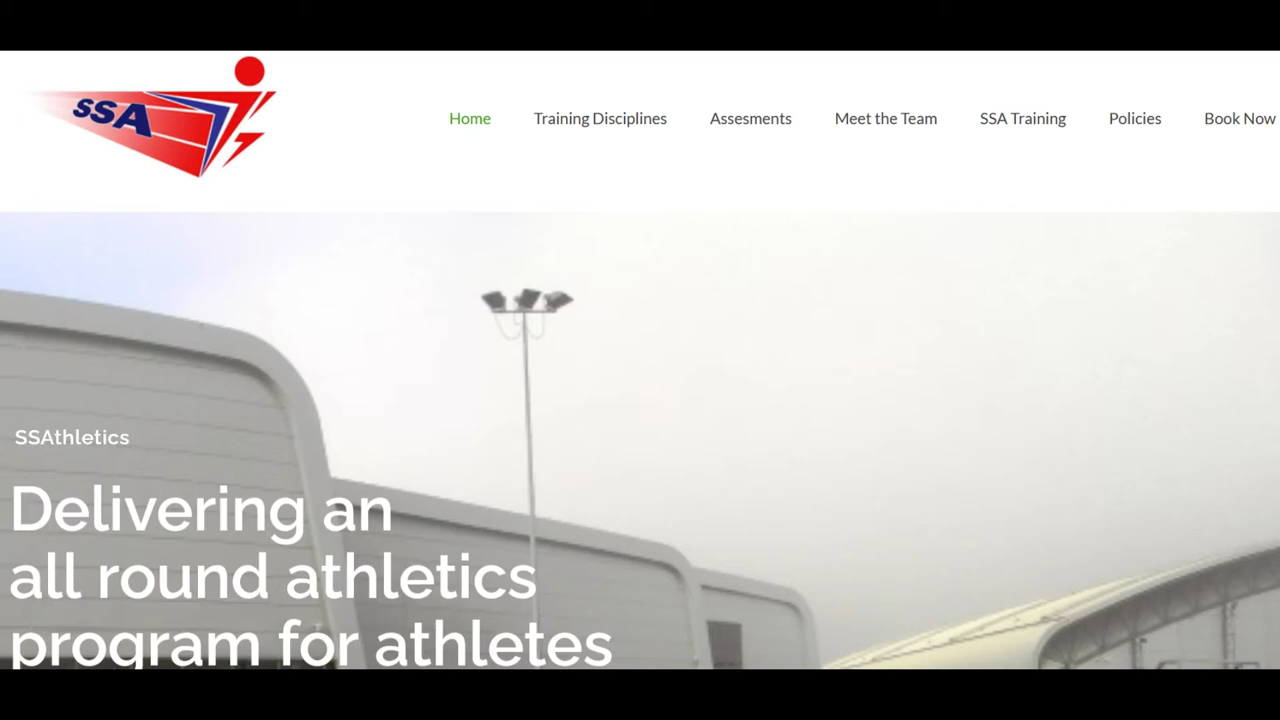 SSA
Home Training Disciplines Assesments Meet the Team SSA Training Policies Book Now
SSAthletics
Delivering an
all round athletics
program for athletes